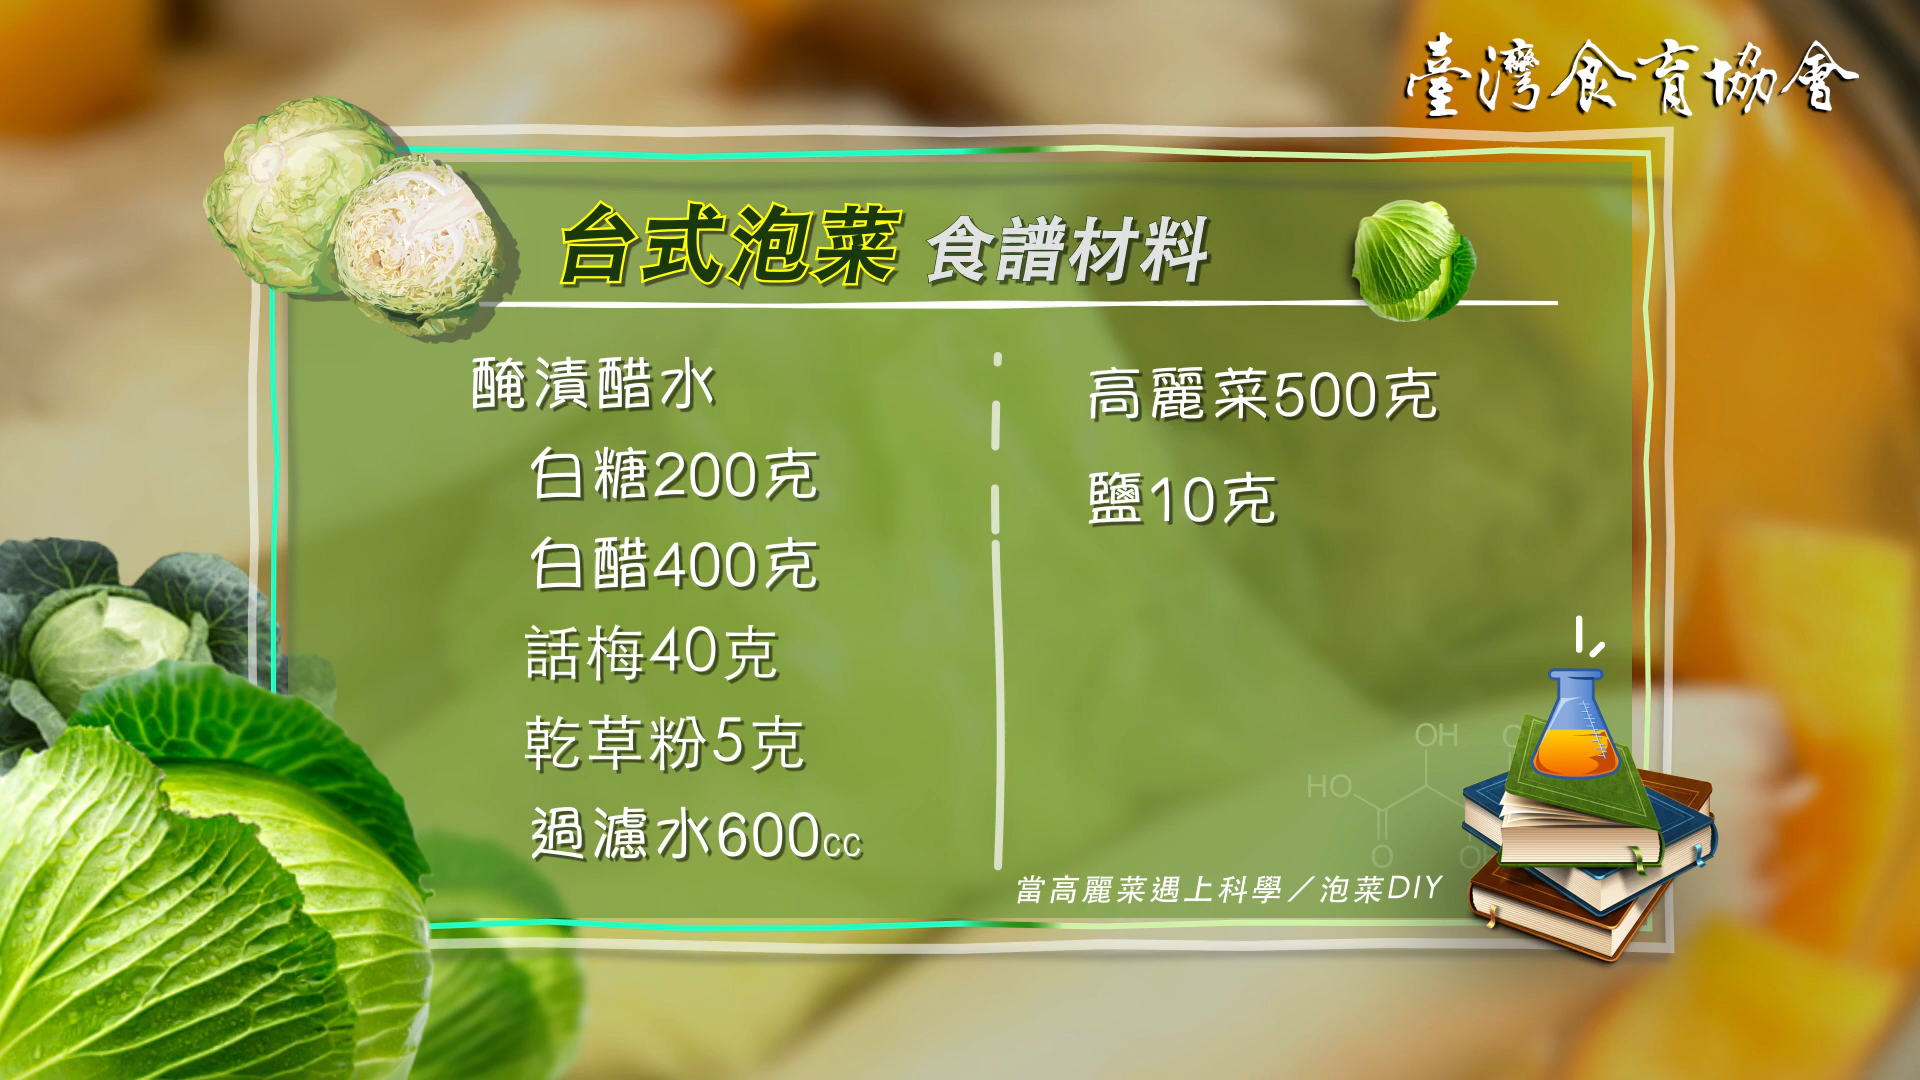 臺灣食育協會
台式泡菜 食譜材料
醃漬醋水
白糖200克
白醋400克
話梅40克
乾草粉5克
過濾水600cc
高麗菜500克
鹽10克
OH
HO
O
當高麗菜遇上科學／泡菜DIY